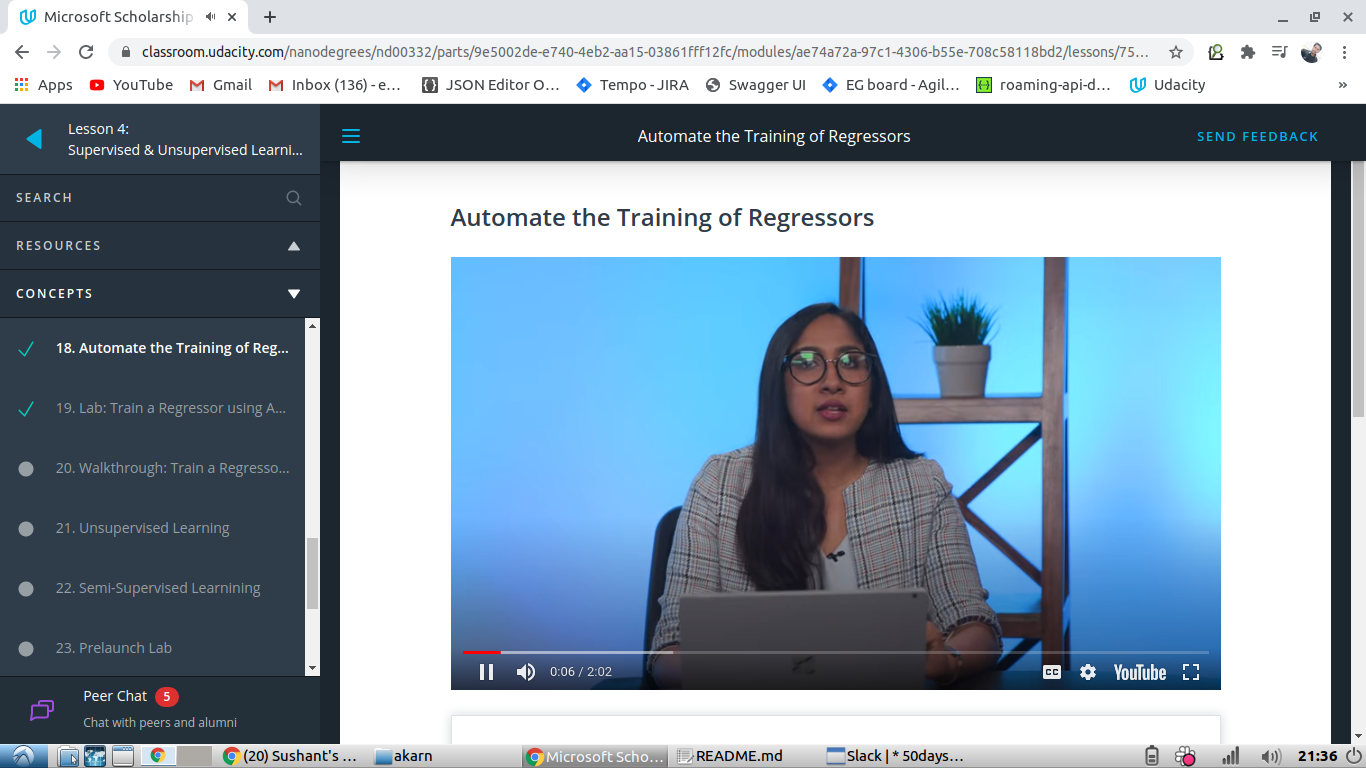 Microsoft Scholarship
classroom.udacity.com/nanodegrees/nd00332/parts/9e5002de-e740-4eb2-aa15-03861fff12fc/modules/ae74a72a-97c1-4306-b55e-708c58118bd2/lessons/75...
Apps YouTube Gmail Inbox (136) - e... JSON Editor O... Tempo - JIRA Swagger UI EG board - Agil... roaming-api-d... Udacity »
Lesson 4:
Supervised & Unsupervised Learni...
Automate the Training of Regressors
SEND FEEDBACK
SEARCH
RESOURCES
CONCEPTS
18. Automate the Training of Reg...
19. Lab: Train a Regressor using A...
20. Walkthrough: Train a Regresso...
21. Unsupervised Learning
22. Semi-Supervised Learnining
23. Prelaunch Lab
Peer Chat 5
Chat with peers and alumni
Automate the Training of Regressors
0:06 / 2:02 CC YouTube
(20) Sushant's ... akarn Microsoft Scho... README.md Slack | * 50days... 21:36